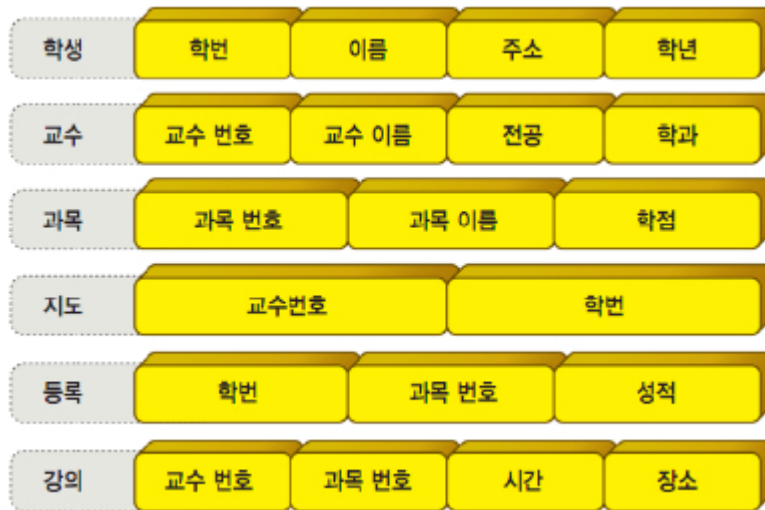 학생 학번 이름 주소 학년
교수 교수 번호 교수 이름 전공 학과
과목 과목 번호 과목 이름 학점
지도 교수번호 학번
등록 학번 과목 번호 성적
강의 교수 번호 과목 번호 시간 장소